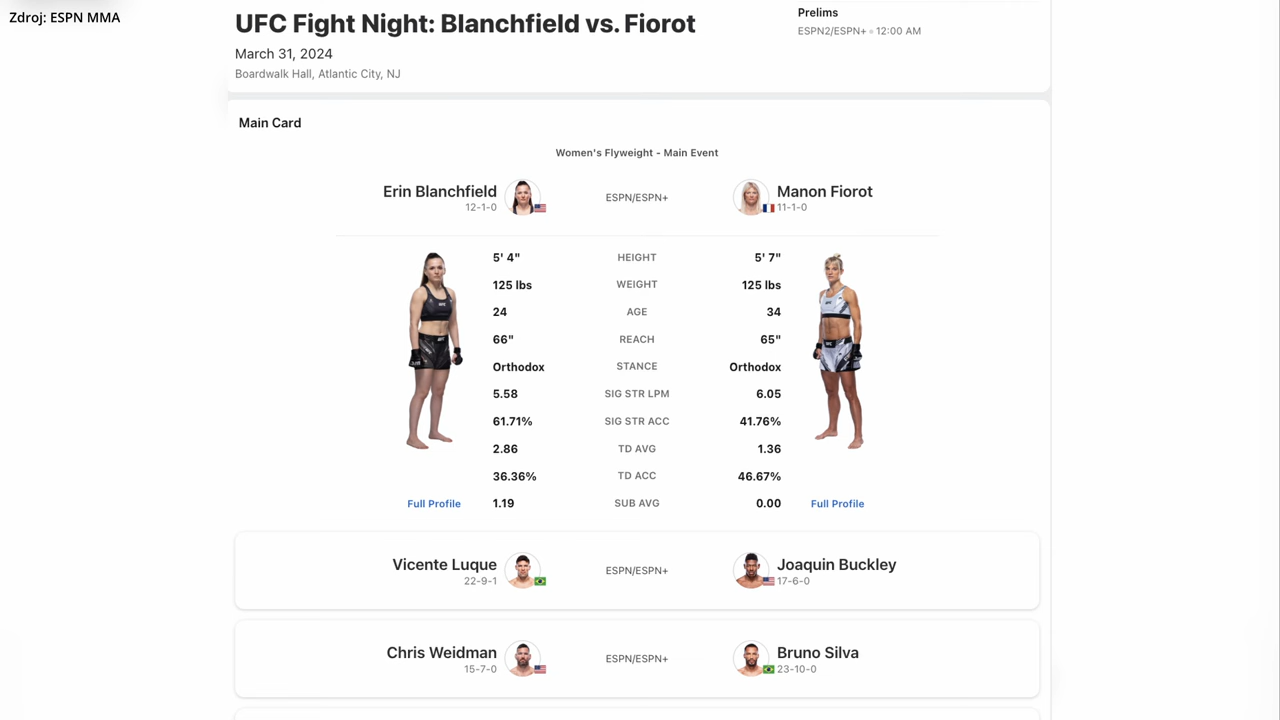 Zdroj: ESPN MMA
UFC Fight Night: Blanchfield vs. Fiorot
March 31, 2024
Boardwalk Hall, Atlantic City, NJ
Prelims
ESPN2/ESPN+ 12:00 AM
Main Card
Women's Flyweight - Main Event
Erin Blanchfield
12-1-0
ESPN/ESPN+
Manon Fiorot
11-1-0
5' 4" HEIGHT 5' 7"
125 lbs WEIGHT 125 lbs
24 AGE 34
66" REACH 65"
Orthodox STANCE Orthodox
5.58 SIG STR LPM 6.05
61.71% SIG STR ACC 41.76%
2.86 TD AVG 1.36
36.36% TD ACC 46.67%
Full Profile 1.19 SUB AVG 0.00 Full Profile
Vicente Luque
22-9-1
ESPN/ESPN+
Joaquin Buckley
17-6-0
Chris Weidman
15-7-0
ESPN/ESPN+
Bruno Silva
23-10-0